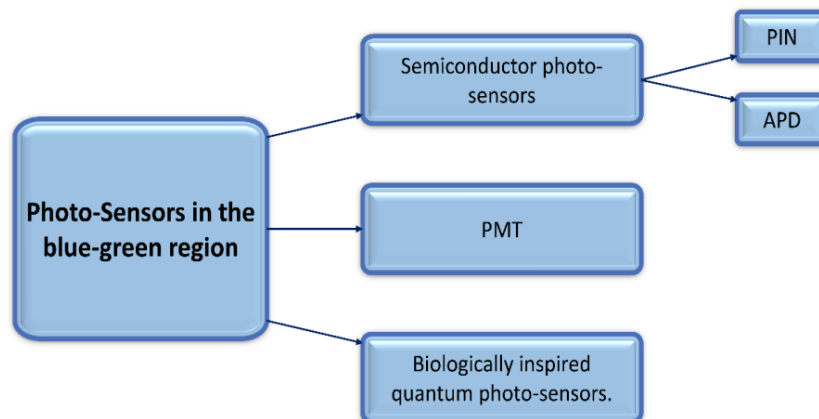 Photo-Sensors in the
blue-green region
Semiconductor photo-
sensors
PIN
APD
PMT
Biologically inspired
quantum photo-sensors.